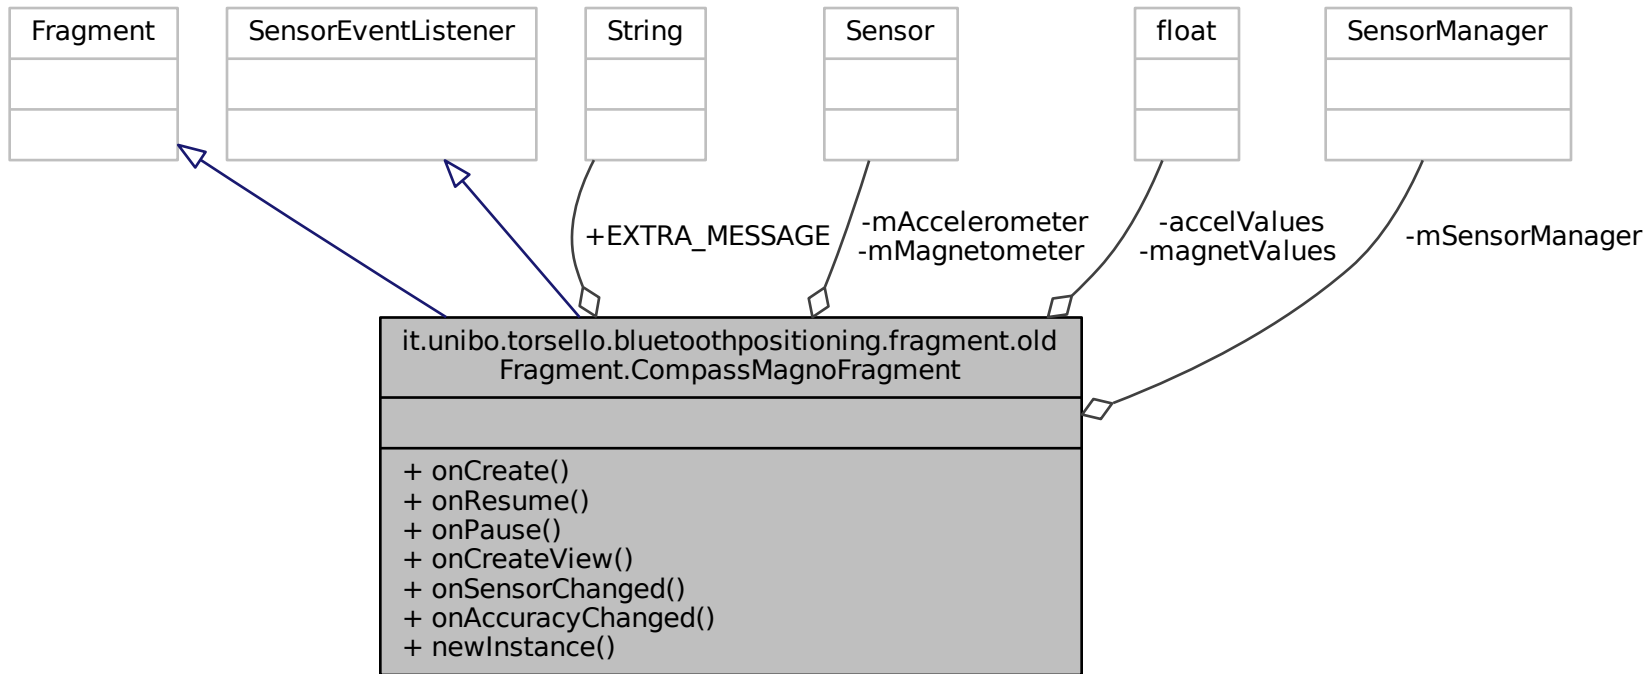 Fragment
SensorEventListener
String
Sensor
float
SensorManager
+EXTRA_MESSAGE
-mAccelerometer
-mMagnetometer
-accelValues
-magnetValues
-mSensorManager
it.unibo.torsello.bluetoothpositioning.fragment.old
Fragment.CompassMagnoFragment
+ onCreate()
+ onResume()
+ onPause()
+ onCreateView()
+ onSensorChanged()
+ onAccuracyChanged()
+ newInstance()